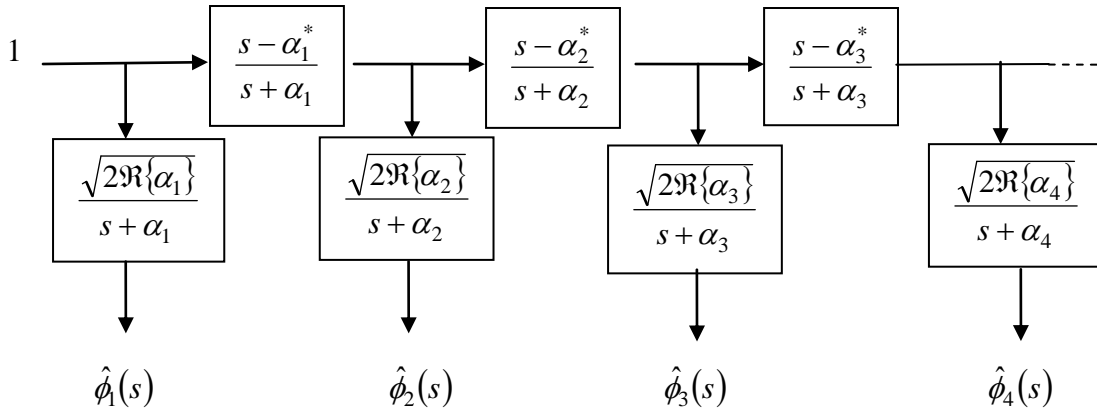 1
s − α₁* / s + α₁
s − α₂* / s + α₂
s − α₃* / s + α₃
√2ℜ{α₁} / s + α₁
√2ℜ{α₂} / s + α₂
√2ℜ{α₃} / s + α₃
√2ℜ{α₄} / s + α₄
ϕ̂₁(s)
ϕ̂₂(s)
ϕ̂₃(s)
ϕ̂₄(s)